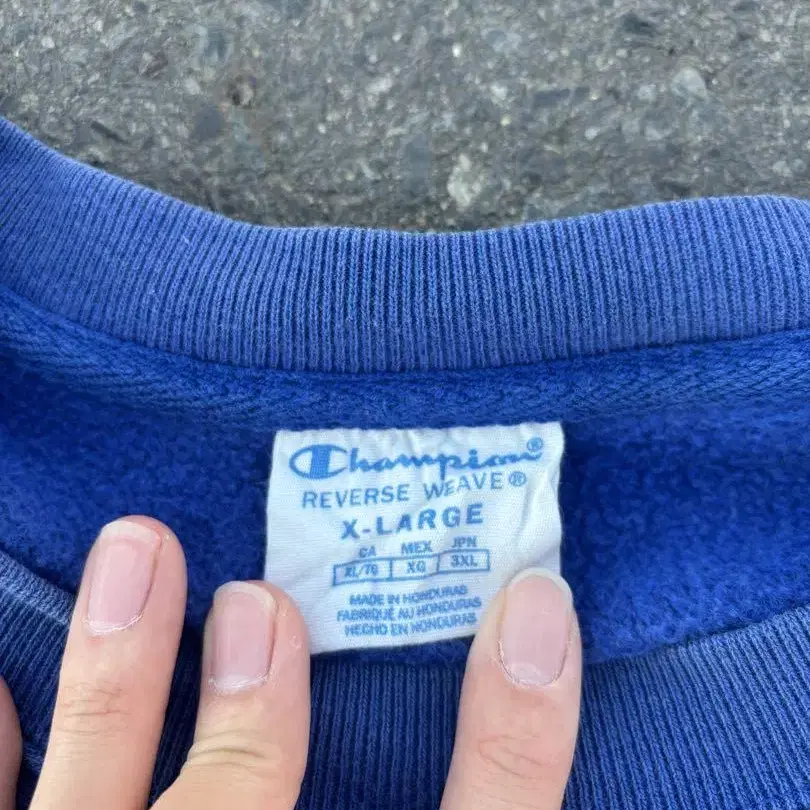 Champion®
REVERSE WEAVE®
X-LARGE
CA MEX JPN
XL/TG XG 3XL
MADE IN HONDURAS
FABRIQUÉ AU HONDURAS
HECHO EN HONDURAS